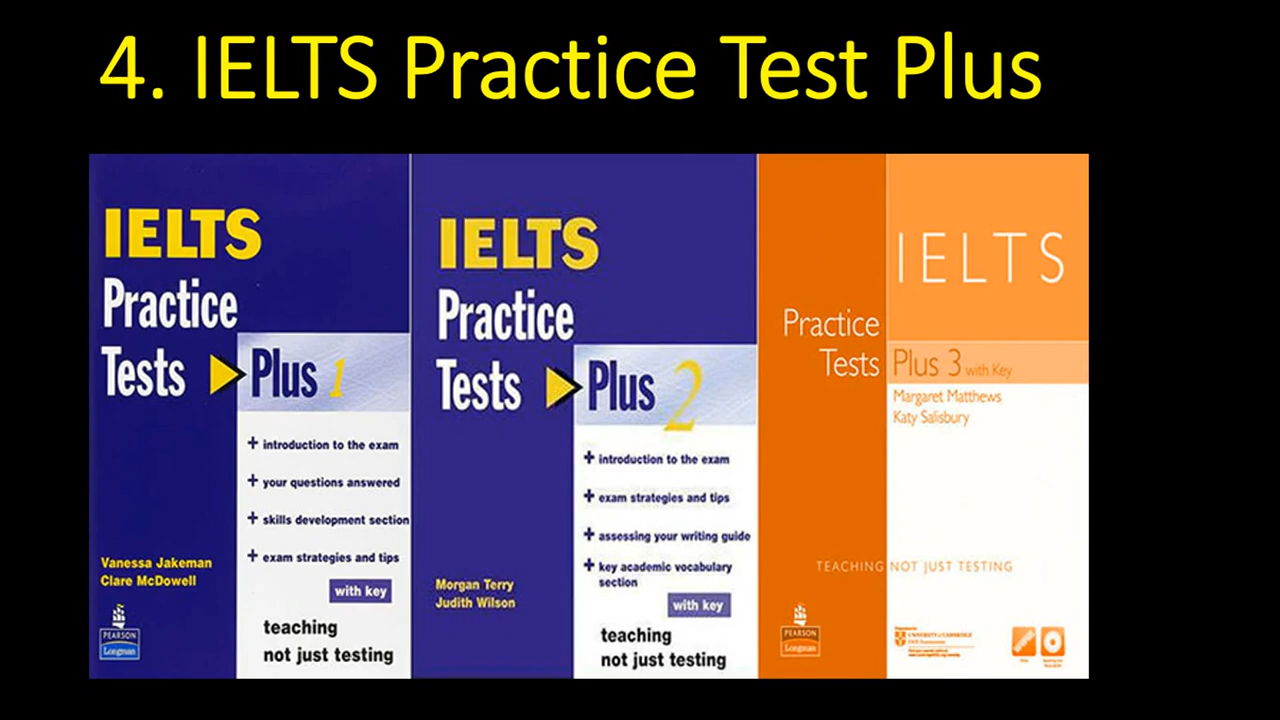 4. IELTS Practice Test Plus
IELTS
Practice
Tests
Plus 1
+ introduction to the exam
+ your questions answered
+ skills development section
+ exam strategies and tips
with key
Vanessa Jakeman
Clare McDowell
teaching
not just testing
PEARSON
Longman
IELTS
Practice
Tests
Plus 2
+ introduction to the exam
+ exam strategies and tips
+ assessing your writing guide
+ key academic vocabulary
section
with key
Morgan Terry
Judith Wilson
teaching
not just testing
IELTS
Practice
Tests
Plus 3 with Key
Margaret Matthews
Katy Salisbury
TEACHING NOT JUST TESTING
PEARSON
Longman
UNIVERSITY of CAMBRIDGE